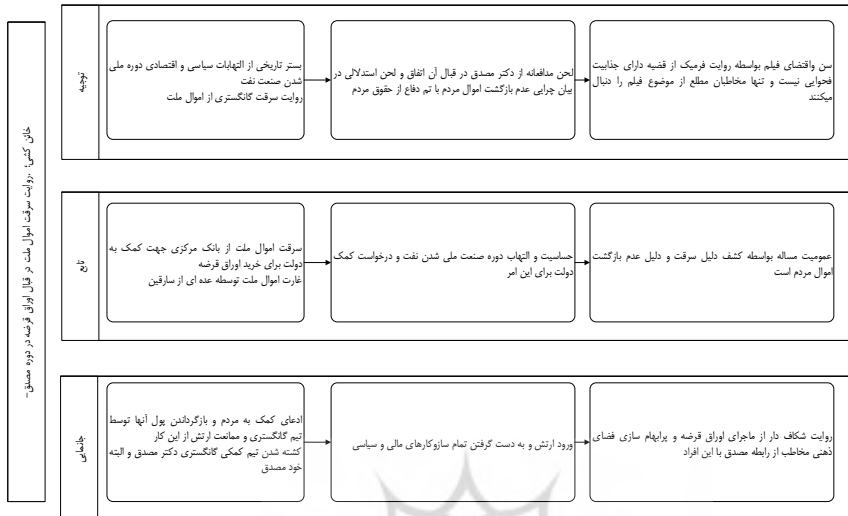 خائن کشی؛ روایت سرقت اموال ملت در قبال اوراق قرضه در دوره مصدق-
توجیه
بستر تاریخی از التهابات سیاسی و اقتصادی دوره ملی
شدن صنعت نفت
روایت سرقت گانگستری از اموال ملت
لحن مدافعانه از دکتر مصدق در قبال آن اتفاق و لحن استدلالی در
بیان چرایی عدم بازگشت اموال مردم با تم دفاع از حقوق مردم
سن واقتضای فیلم بواسطه روایت فرمیک از قضیه دارای جذابیت
فحوایی نیست و تنها مخاطبان مطلع از موضوع فیلم را دنبال
میکنند
تابع
سرقت اموال ملت از بانک مرکزی جهت کمک به
دولت برای خرید اوراق قرضه
غارت اموال ملت توسطه عده ای از سارقین
حساسیت و التهاب دوره صنعت ملی شدن نفت و درخواست کمک
دولت برای این امر
عمومیت مساله بواسطه کشف دلیل سرقت و دلیل عدم بازگشت
اموال مردم است
جانمایی
ادعای کمک به مردم و بازگرداندن پول آنها توسط
تیم گانگستری و ممانعت ارتش از این کار
کشته شدن تیم کمکی گانگستری دکتر مصدق و البته
خود مصدق
ورود ارتش و به دست گرفتن تمام سازوکارهای مالی و سیاسی
روایت شکاف دار از ماجرای اوراق قرضه و پرابهام سازی فضای
ذهنی مخاطب از رابطه مصدق با این افراد